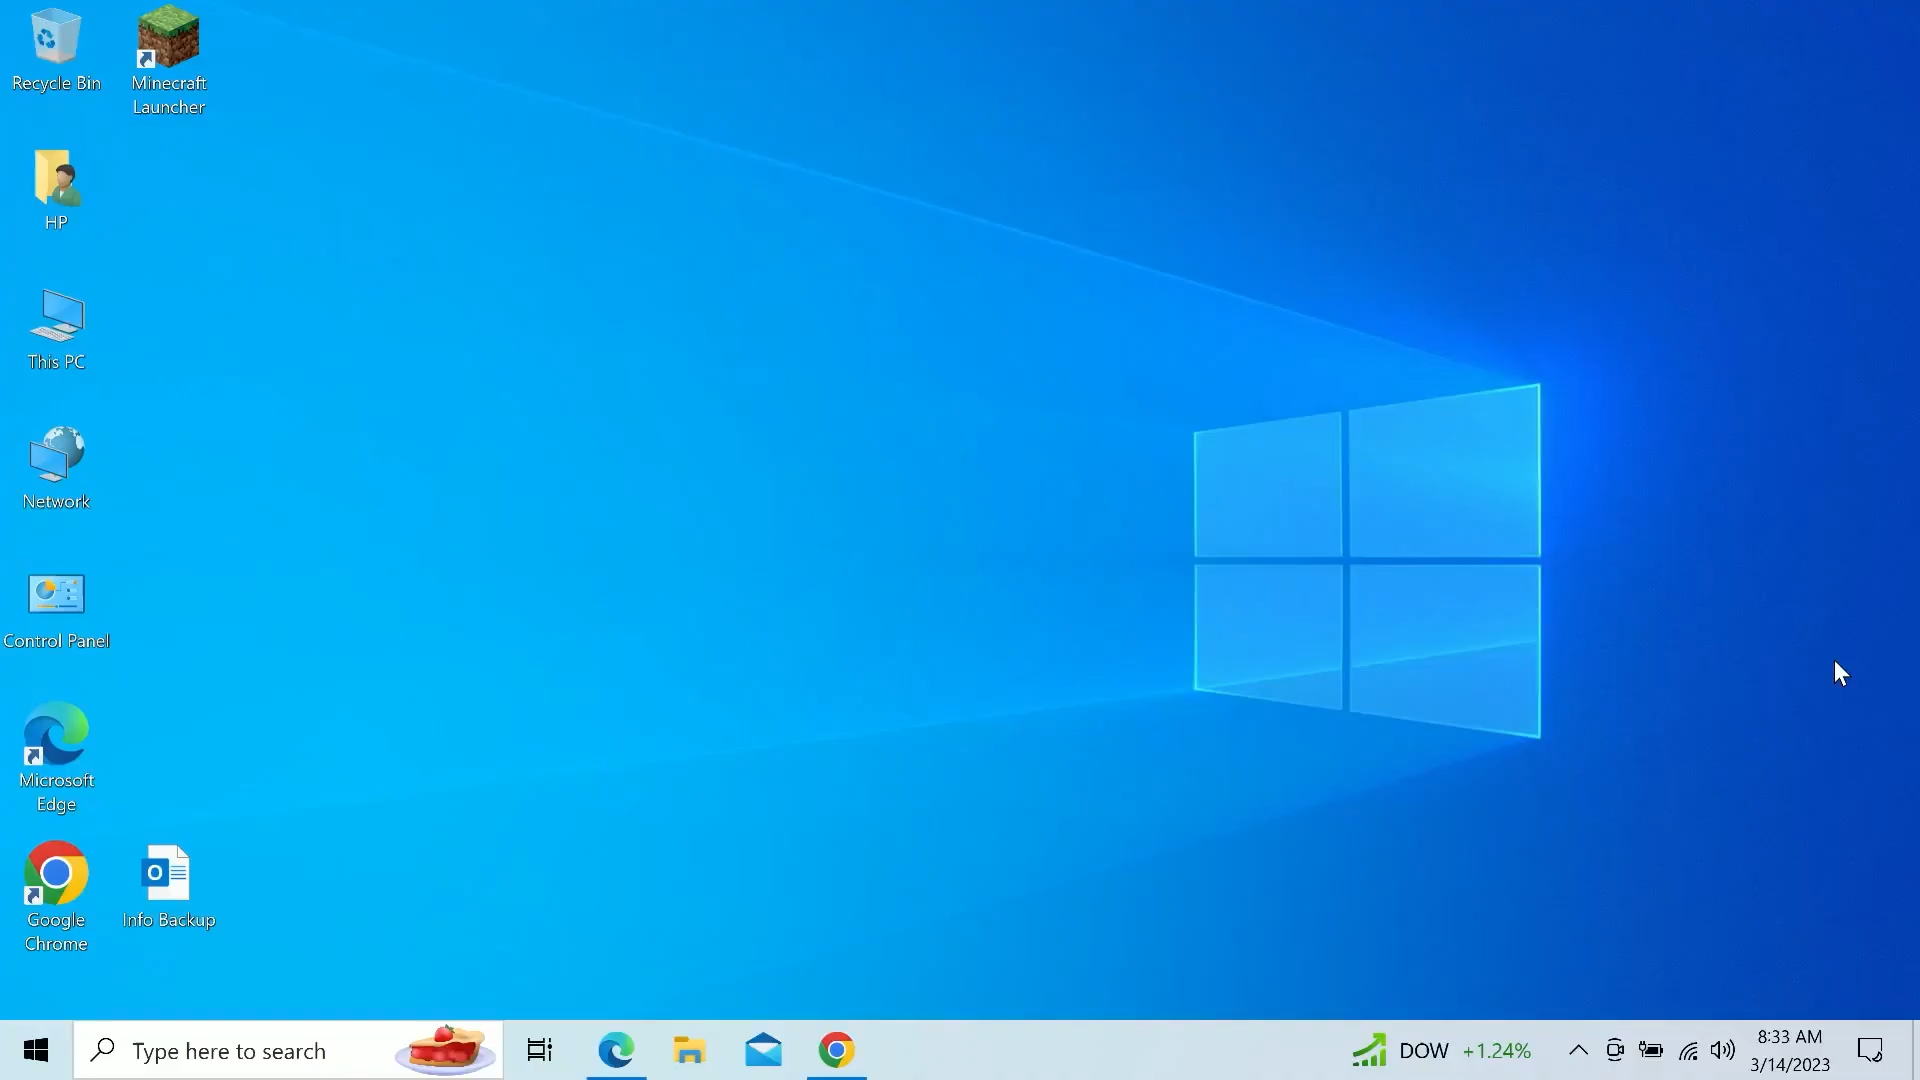 Recycle Bin
Minecraft
Launcher
HP
This PC
Network
Control Panel
Microsoft
Edge
Google
Chrome
Info Backup
Type here to search
DOW +1.24%
8:33 AM
3/14/2023